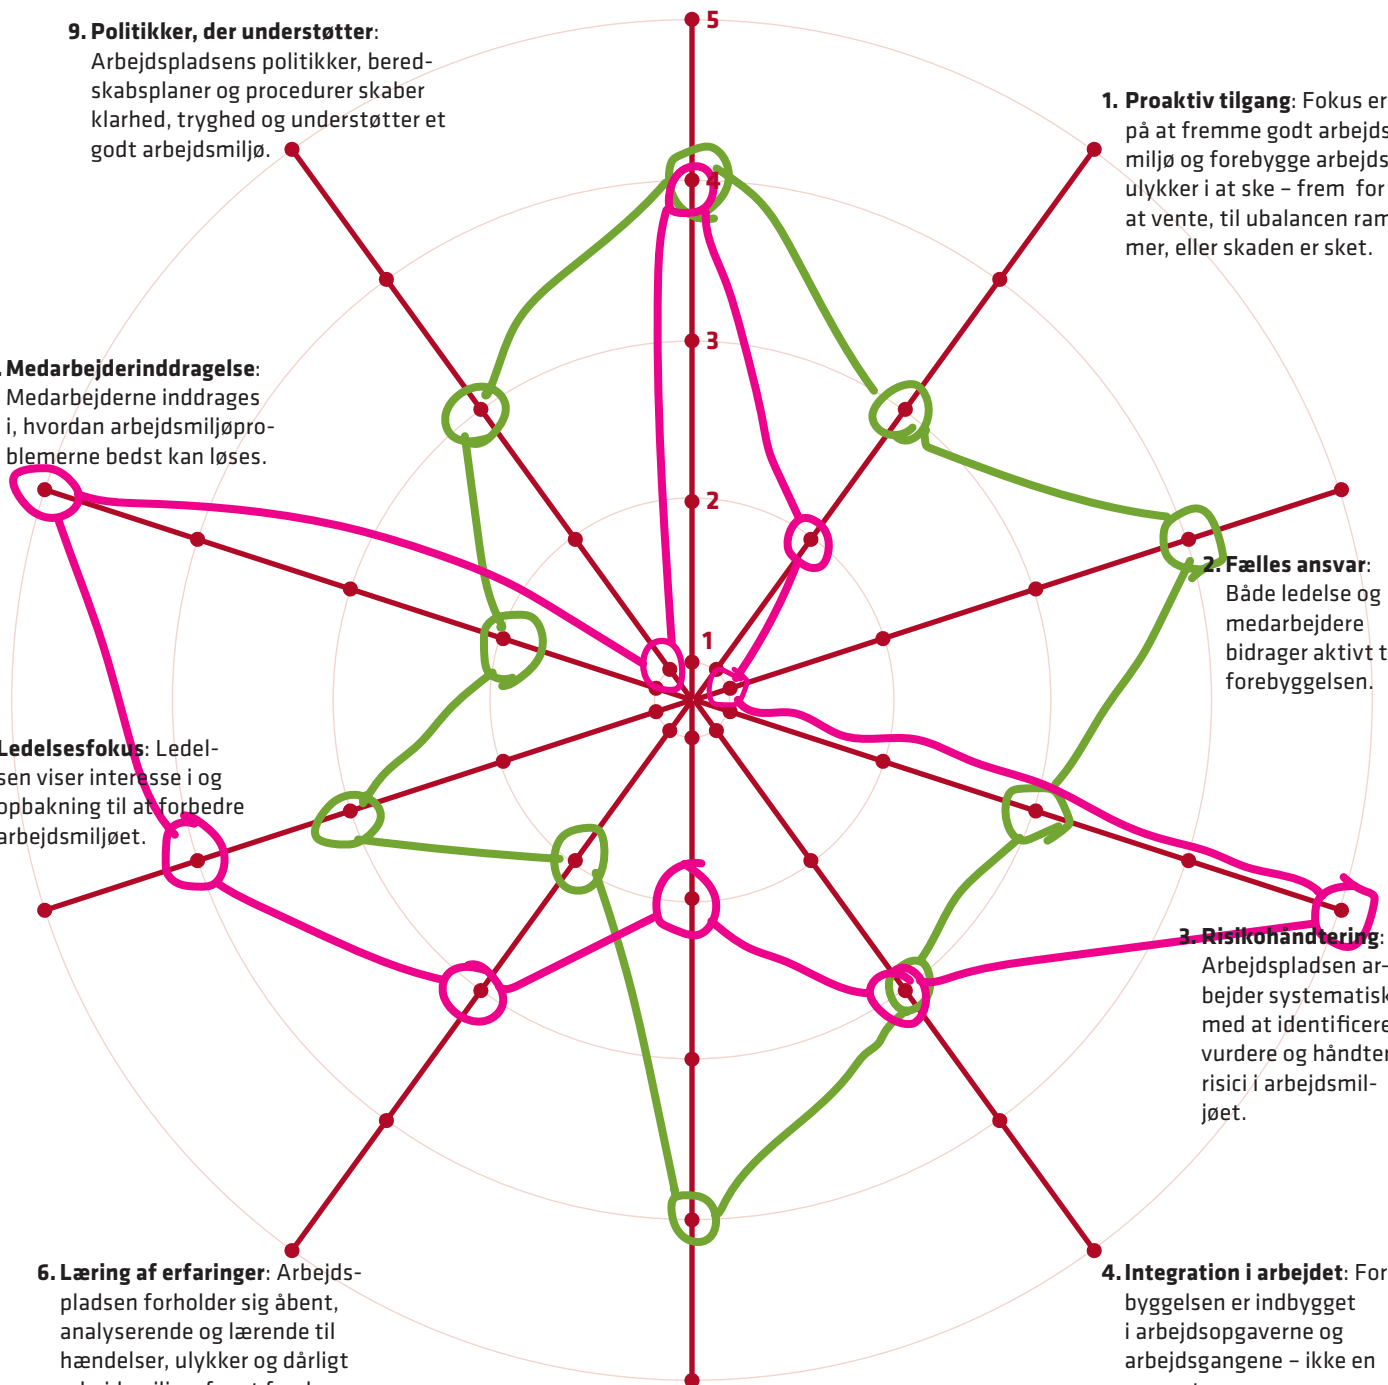 9. Politikker, der understøtter:
Arbejdspladsens politikker, bered-
skabsplaner og procedurer skaber
klarhed, tryghed og understøtter et
godt arbejdsmiljø.
5
4
3
2
1
1. Proaktiv tilgang: Fokus er
på at fremme godt arbejds
miljø og forebygge arbejds
ulykker i at ske – frem for
at vente, til ubalancen ram
mer, eller skaden er sket.
2. Fælles ansvar:
Både ledelse og
medarbejdere
bidrager aktivt t
forebyggelsen.
3. Risikohåndtering:
Arbejdspladsen ar-
bejder systematisk
med at identificere
vurdere og håndter
risici i arbejdsmil-
jøet.
4. Integration i arbejdet: For
byggelsen er indbygget
i arbejdsopgaverne og
arbejdsgangene – ikke en
6. Læring af erfaringer: Arbejds-
pladsen forholder sig åbent,
analyserende og lærende til
hændelser, ulykker og dårligt
Ledelsesfokus: Ledel-
sen viser interesse i og
opbakning til at forbedre
arbejdsmiljøet.
. Medarbejderinddragelse:
Medarbejderne inddrages
i, hvordan arbejdsmiljøpro-
blemerne bedst kan løses.